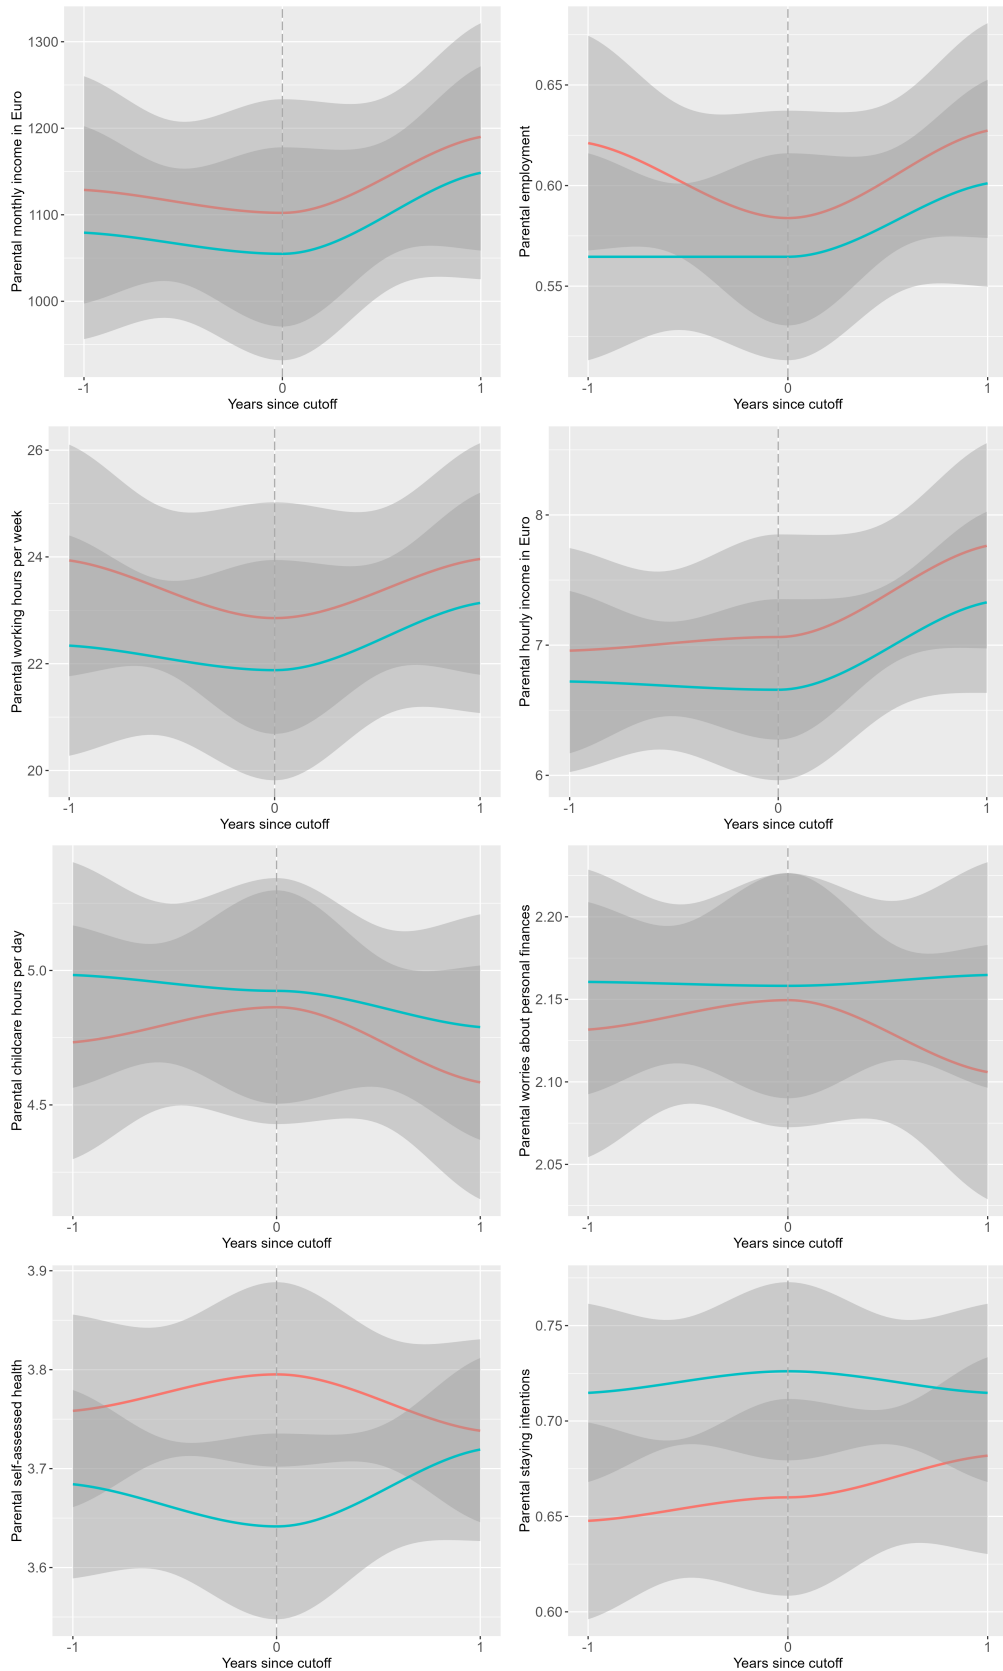 Parental monthly income in Euro
1300
1200
1100
1000
-1 0 1
Years since cutoff
Parental employment
0.65
0.60
0.55
-1 0 1
Years since cutoff
Parental working hours per week
26
24
22
20
-1 0 1
Years since cutoff
Parental hourly income in Euro
8
7
6
-1 0 1
Years since cutoff
Parental childcare hours per day
5.0
4.5
-1 0 1
Years since cutoff
Parental worries about personal finances
2.20
2.15
2.10
2.05
-1 0 1
Years since cutoff
Parental self-assessed health
3.9
3.8
3.7
3.6
-1 0 1
Years since cutoff
Parental staying intentions
0.75
0.70
0.65
0.60
-1 0 1
Years since cutoff